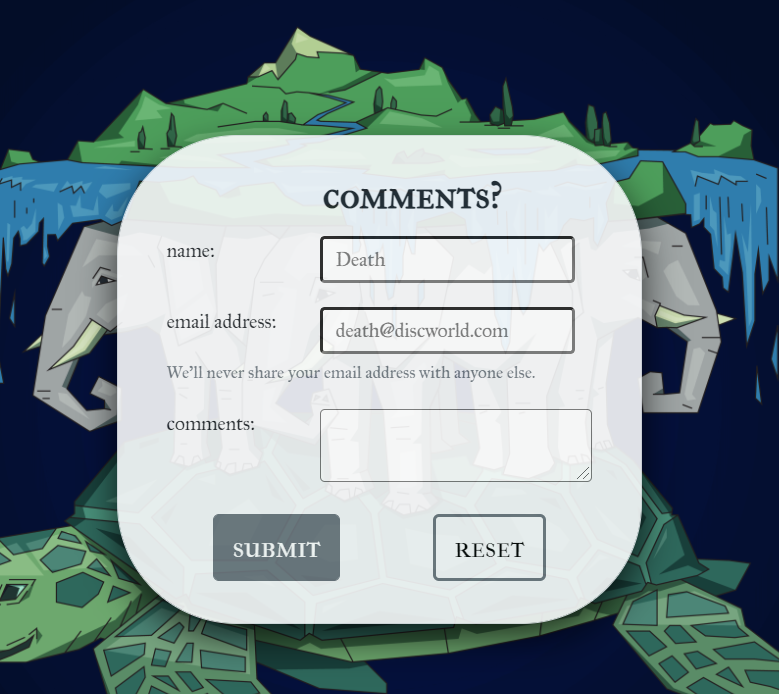 COMMENTS?
name:
Death
email address:
death@discworld.com
We'll never share your email address with anyone else.
comments:
SUBMIT
RESET